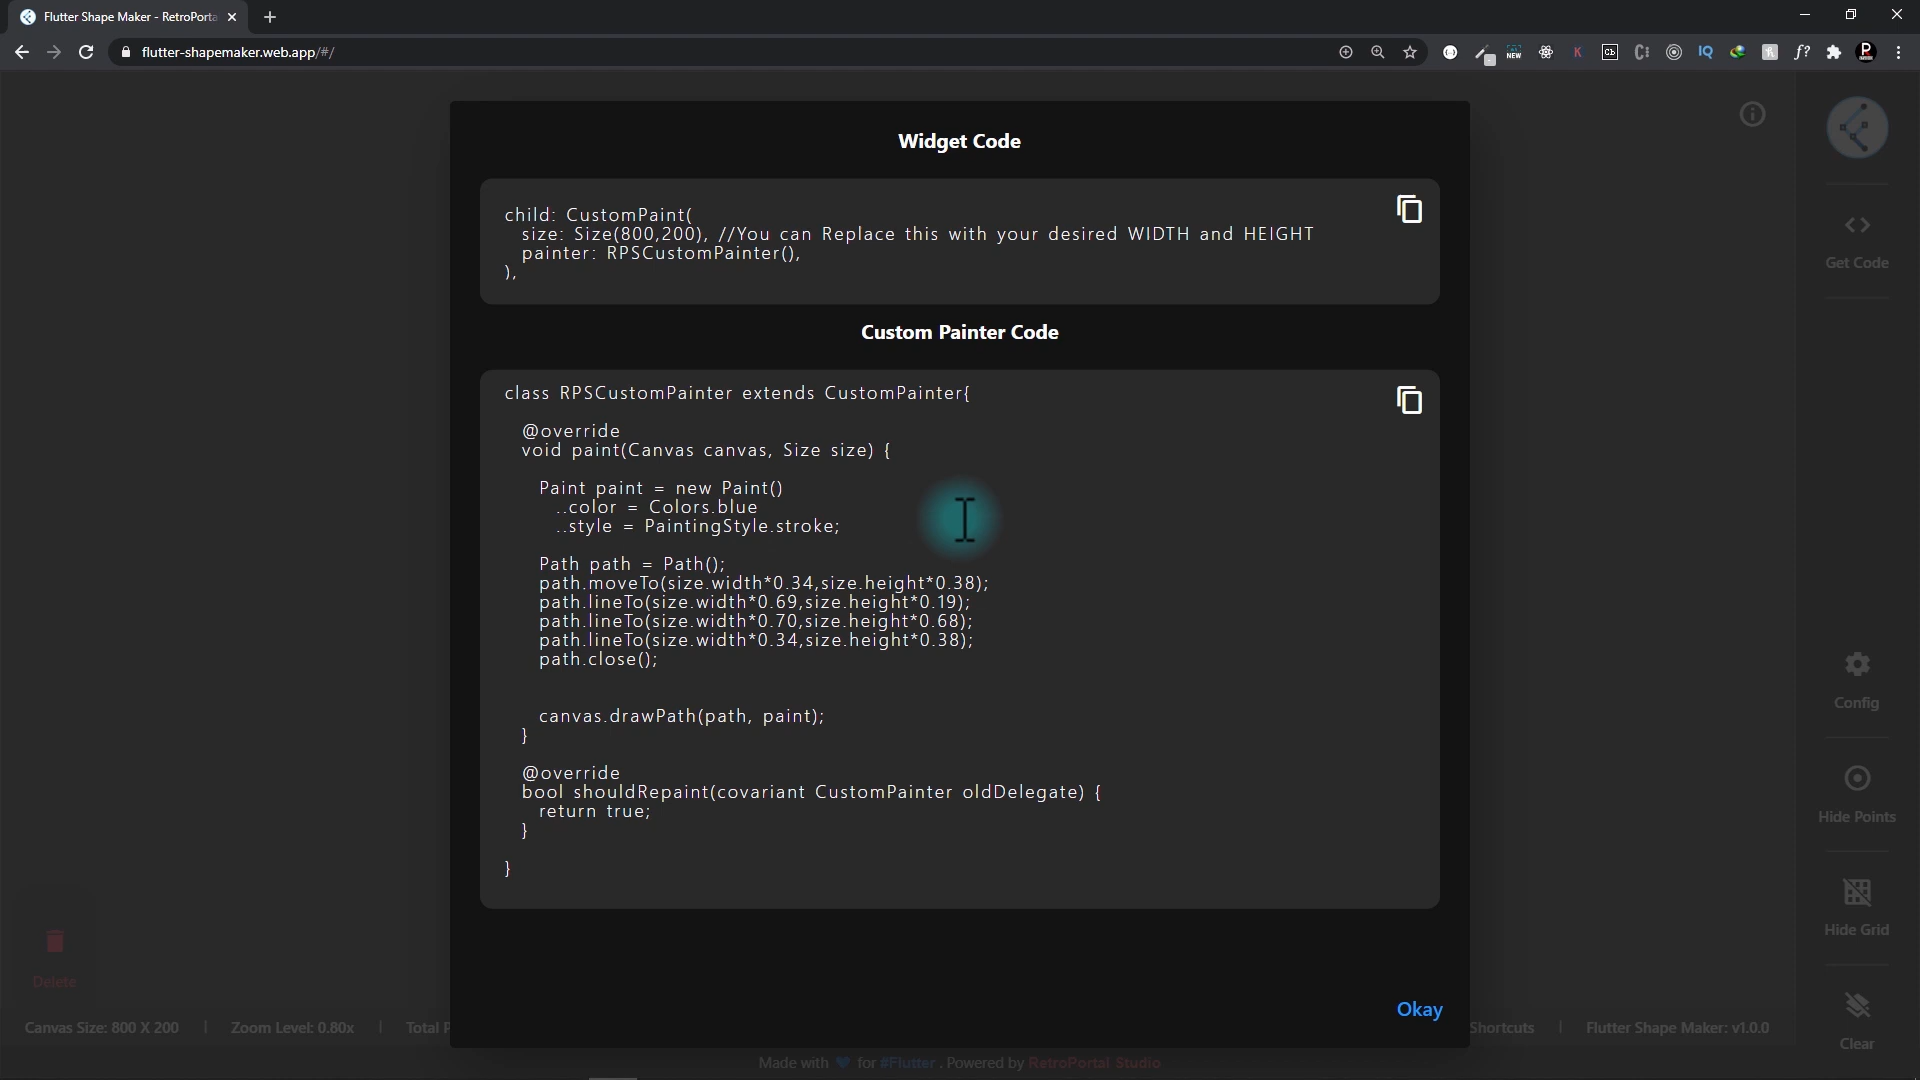 Flutter Shape Maker - RetroPorta
flutter-shapemaker.web.app/#/
Widget Code
child: CustomPaint(
size: Size(800,200), //You can Replace this with your desired WIDTH and HEIGHT
painter: RPSCustomPainter(),
),
Get Code
Custom Painter Code
class RPSCustomPainter extends CustomPainter{
@override
void paint(Canvas canvas, Size size) {
Paint paint = new Paint()
..color = Colors.blue
..style = PaintingStyle.stroke;
Path path = Path();
path.moveTo(size.width*0.34,size.height*0.38);
path.lineTo(size.width*0.69,size.height*0.19);
path.lineTo(size.width*0.70,size.height*0.68);
path.lineTo(size.width*0.34,size.height*0.38);
path.close();
canvas.drawPath(path, paint);
}
@override
bool shouldRepaint(covariant CustomPainter oldDelegate) {
return true;
}
}
Config
Hide Points
Hide Grid
Clear
Delete
Okay
Canvas Size: 800 X 200 | Zoom Level: 0.80x | Total P
Shortcuts | Flutter Shape Maker: v1.0.0
Made with 💙 for #Flutter . Powered by RetroPortal Studio